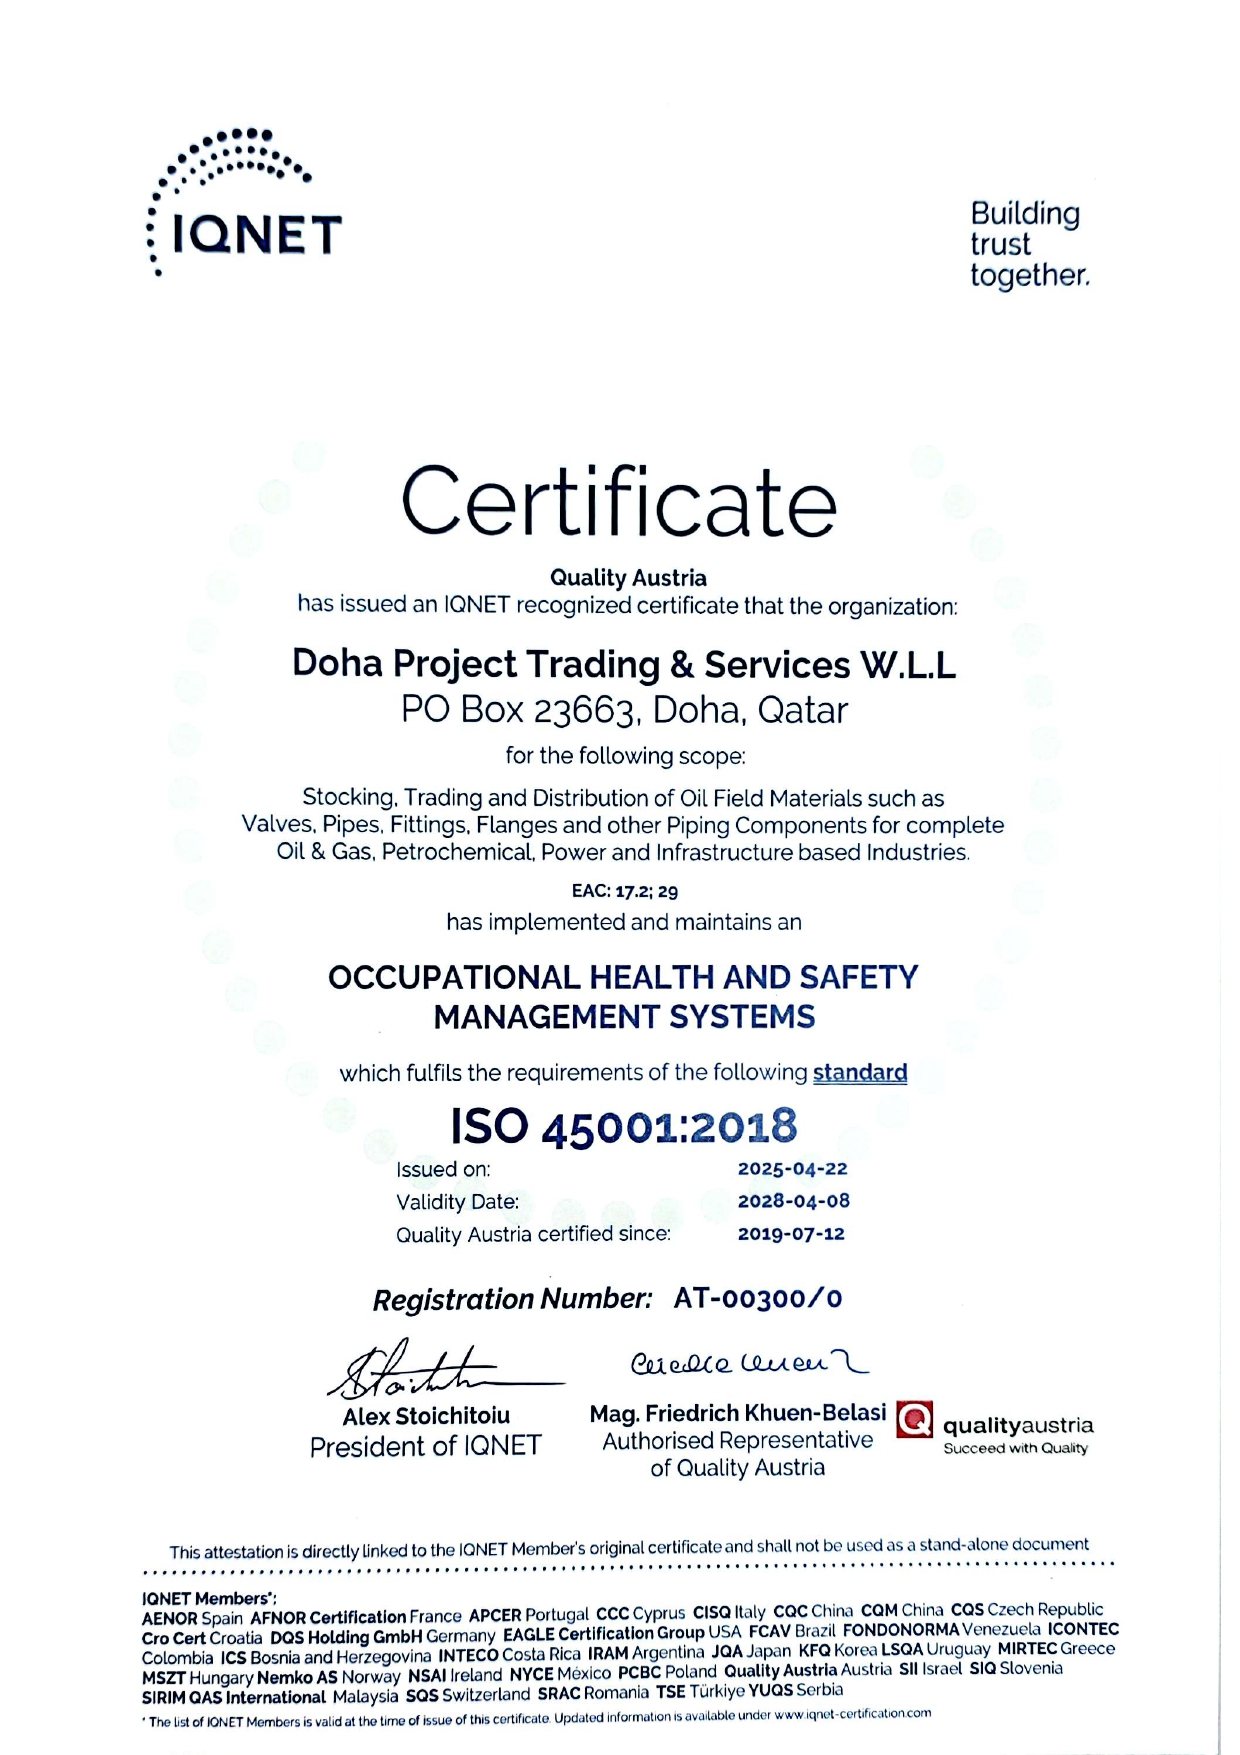 IQNET
Building
trust
together.
Certificate
Quality Austria
has issued an IQNET recognized certificate that the organization:
Doha Project Trading & Services W.L.L
PO Box 23663, Doha, Qatar
for the following scope:
Stocking, Trading and Distribution of Oil Field Materials such as
Valves, Pipes, Fittings, Flanges and other Piping Components for complete
Oil & Gas, Petrochemical, Power and Infrastructure based Industries.
EAC: 17.2; 29
has implemented and maintains an
OCCUPATIONAL HEALTH AND SAFETY
MANAGEMENT SYSTEMS
which fulfils the requirements of the following standard
ISO 45001:2018
Issued on: 2025-04-22
Validity Date: 2028-04-08
Quality Austria certified since: 2019-07-12
Registration Number: AT-00300/0
Alex Stoichitoiu
President of IQNET
Mag. Friedrich Khuen-Belasi
Authorised Representative
of Quality Austria
qualityaustria
Succeed with Quality
This attestation is directly linked to the IQNET Member's original certificate and shall not be used as a stand-alone document
IQNET Members*:
AENOR Spain AFNOR Certification France APCER Portugal CCC Cyprus CISQ Italy CQC China CQM China CQS Czech Republic
Cro Cert Croatia DQS Holding GmbH Germany EAGLE Certification Group USA FCAV Brazil FONDONORMA Venezuela ICONTEC
Colombia ICS Bosnia and Herzegovina INTECO Costa Rica IRAM Argentina JQA Japan KFQ Korea LSQA Uruguay MIRTEC Greece
MSZT Hungary Nemko AS Norway NSAI Ireland NYCE México PCBC Poland Quality Austria Austria SII Israel SIQ Slovenia
SIRIM QAS International Malaysia SQS Switzerland SRAC Romania TSE Türkiye YUQS Serbia
* The list of IQNET Members is valid at the time of issue of this certificate. Updated information is available under www.iqnet-certification.com